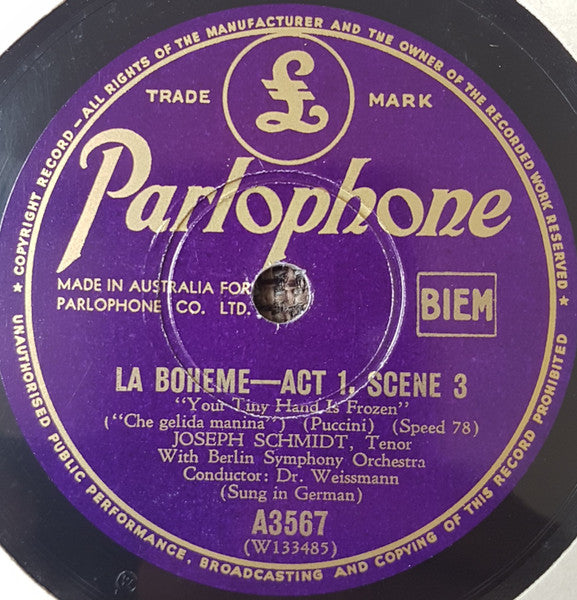 ★ COPYRIGHT RECORD—ALL RIGHTS OF THE MANUFACTURER AND THE OWNER OF THE RECORDED WORK RESERVED ★
TRADE MARK
£
Parlophone
MADE IN AUSTRALIA FOR
PARLOPHONE CO. LTD.
BIEM
LA BOHEME—ACT 1. SCENE 3
"Your Tiny Hand Is Frozen"
("Che gelida manina") (Puccini) (Speed 78)
JOSEPH SCHMIDT, Tenor
With Berlin Symphony Orchestra
Conductor: Dr. Weissmann
(Sung in German)
A3567
(W133485)
UNAUTHORISED PUBLIC PERFORMANCE, BROADCASTING AND COPYING OF THIS RECORD PROHIBITED